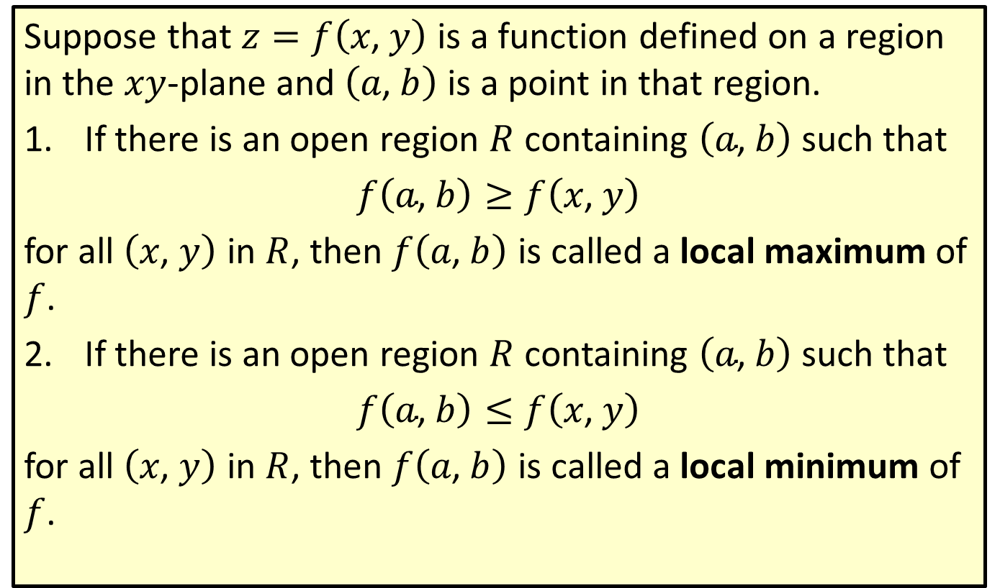 Suppose that z = f(x, y) is a function defined on a region
in the xy-plane and (a, b) is a point in that region.
1. If there is an open region R containing (a, b) such that
f(a, b) ≥ f(x, y)
for all (x, y) in R, then f(a, b) is called a local maximum of
f.
2. If there is an open region R containing (a, b) such that
f(a, b) ≤ f(x, y)
for all (x, y) in R, then f(a, b) is called a local minimum of
f.